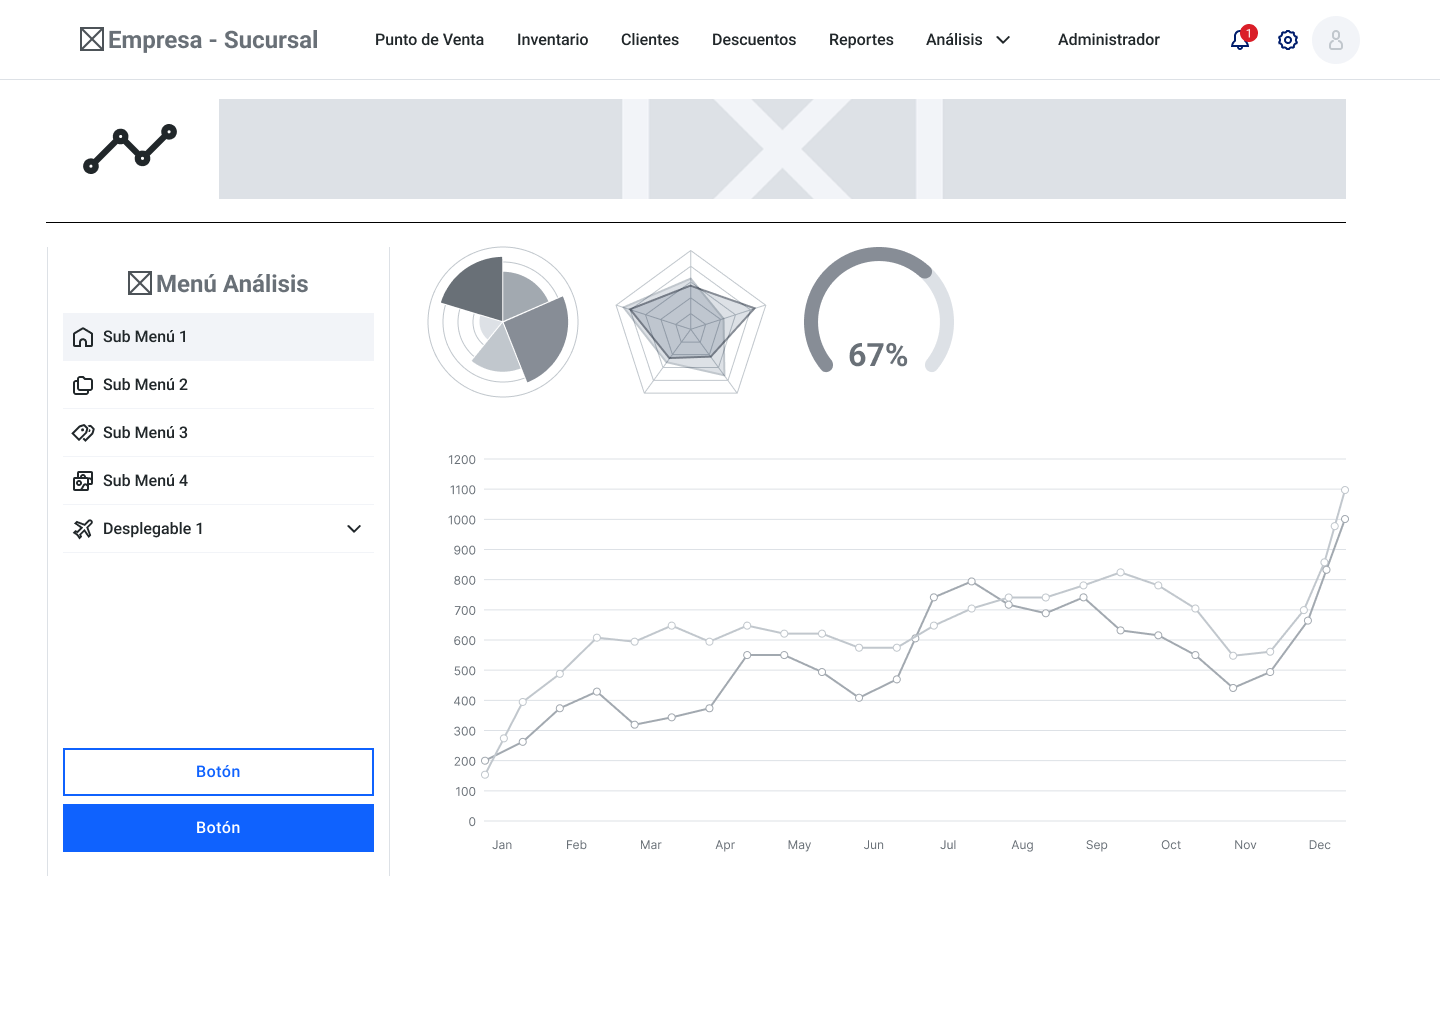 Empresa - Sucursal
Punto de Venta
Inventario
Clientes
Descuentos
Reportes
Análisis
Administrador
1
Menú Análisis
Sub Menú 1
Sub Menú 2
Sub Menú 3
Sub Menú 4
Desplegable 1
Botón
Botón
67%
1200
1100
1000
900
800
700
600
500
400
300
200
100
0
Jan
Feb
Mar
Apr
May
Jun
Jul
Aug
Sep
Oct
Nov
Dec